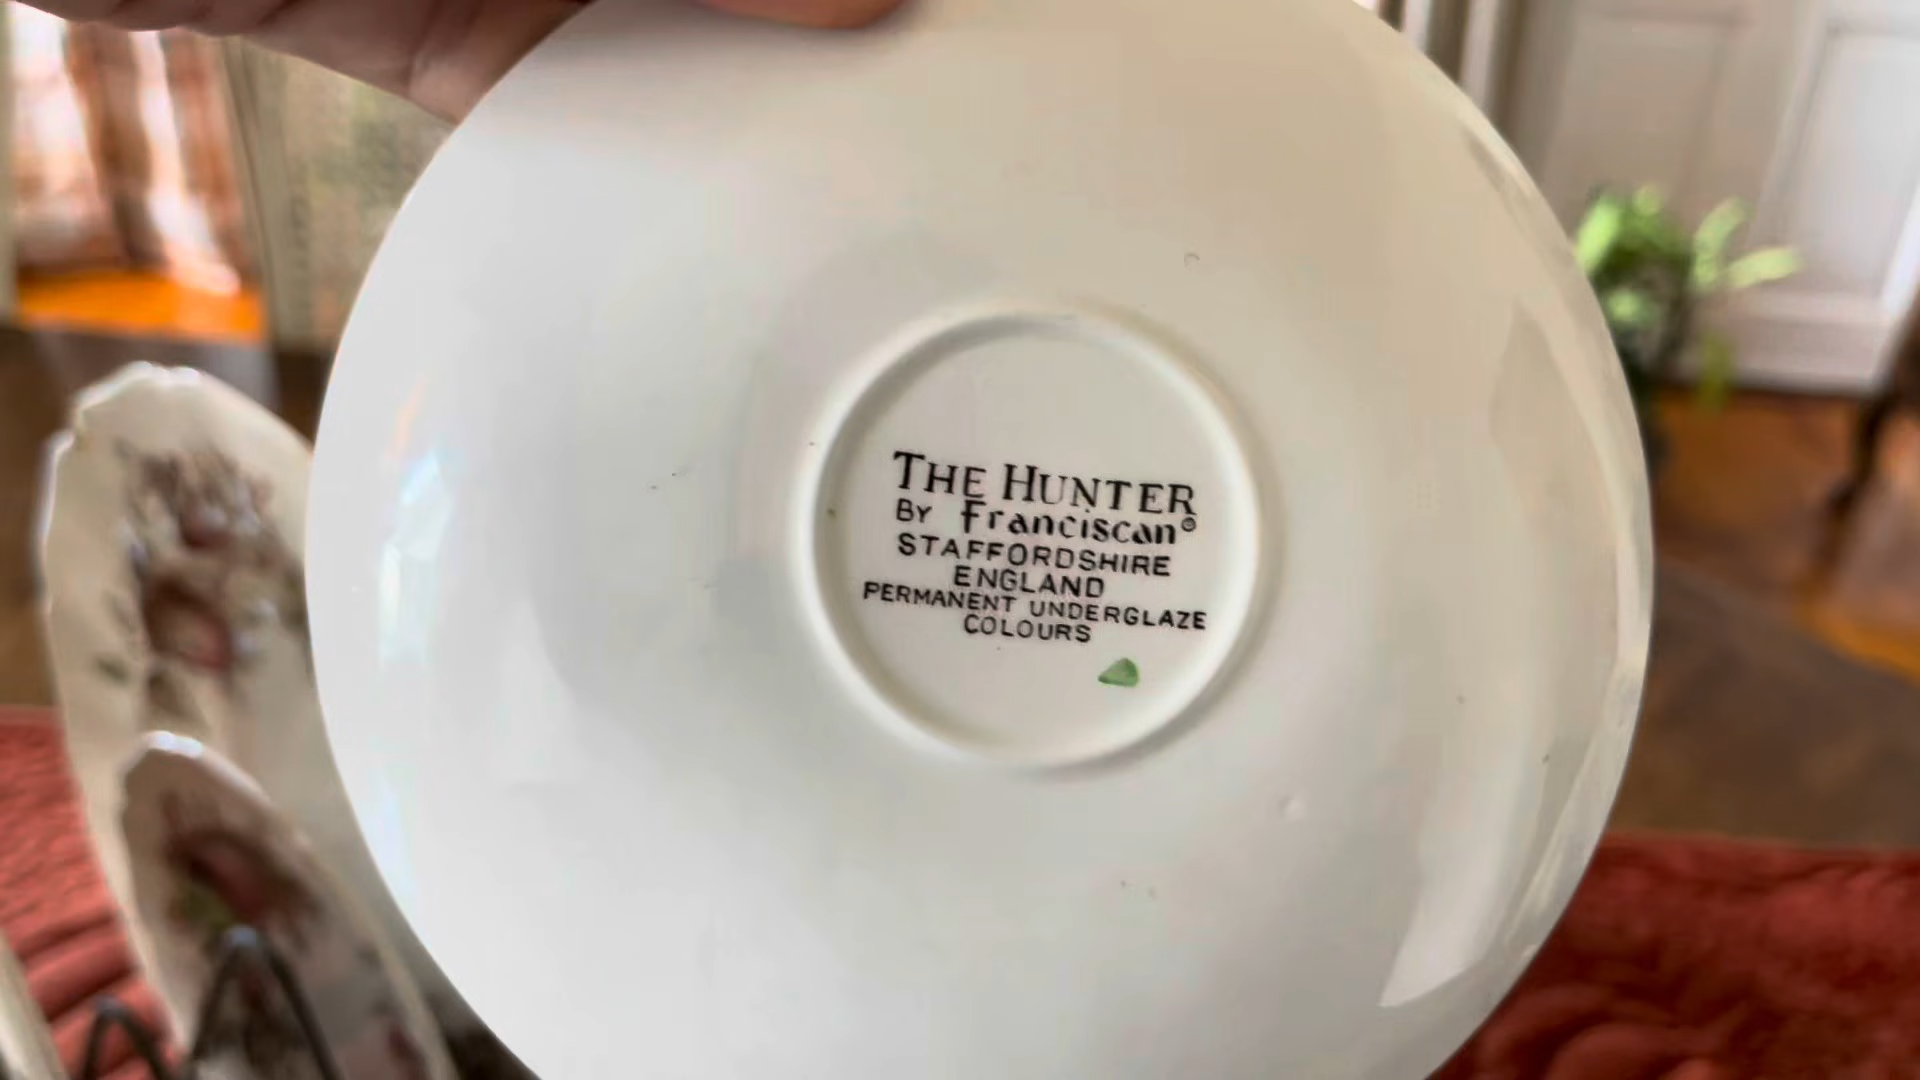 THE HUNTER
BY Franciscan®
STAFFORDSHIRE
ENGLAND
PERMANENT UNDERGLAZE
COLOURS